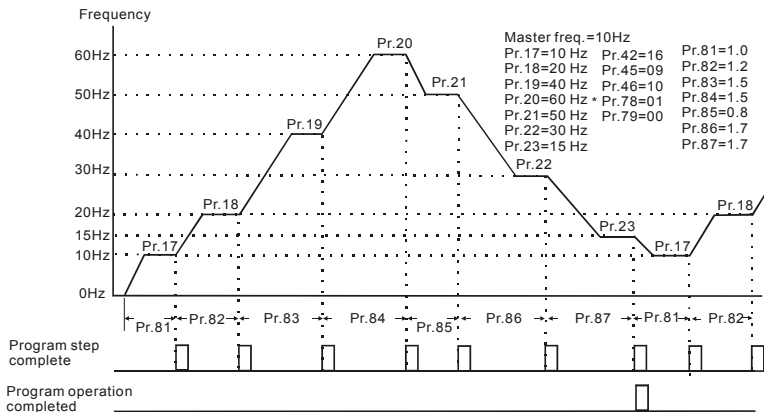 Frequency
60Hz
50Hz
40Hz
30Hz
20Hz
15Hz
10Hz
0Hz
Pr.17
Pr.18
Pr.19
Pr.20
Pr.21
Pr.22
Pr.23
Pr.17
Pr.18
Master freq.=10Hz
Pr.17=10 Hz Pr.42=16 Pr.81=1.0
Pr.18=20 Hz Pr.45=09 Pr.82=1.2
Pr.19=40 Hz Pr.46=10 Pr.83=1.5
Pr.20=60 Hz * Pr.78=01 Pr.84=1.5
Pr.21=50 Hz Pr.79=00 Pr.85=0.8
Pr.22=30 Hz Pr.86=1.7
Pr.23=15 Hz Pr.87=1.7
Pr.81 Pr.82 Pr.83 Pr.84 Pr.85 Pr.86 Pr.87 Pr.81 Pr.82
Program step
complete
Program operation
completed